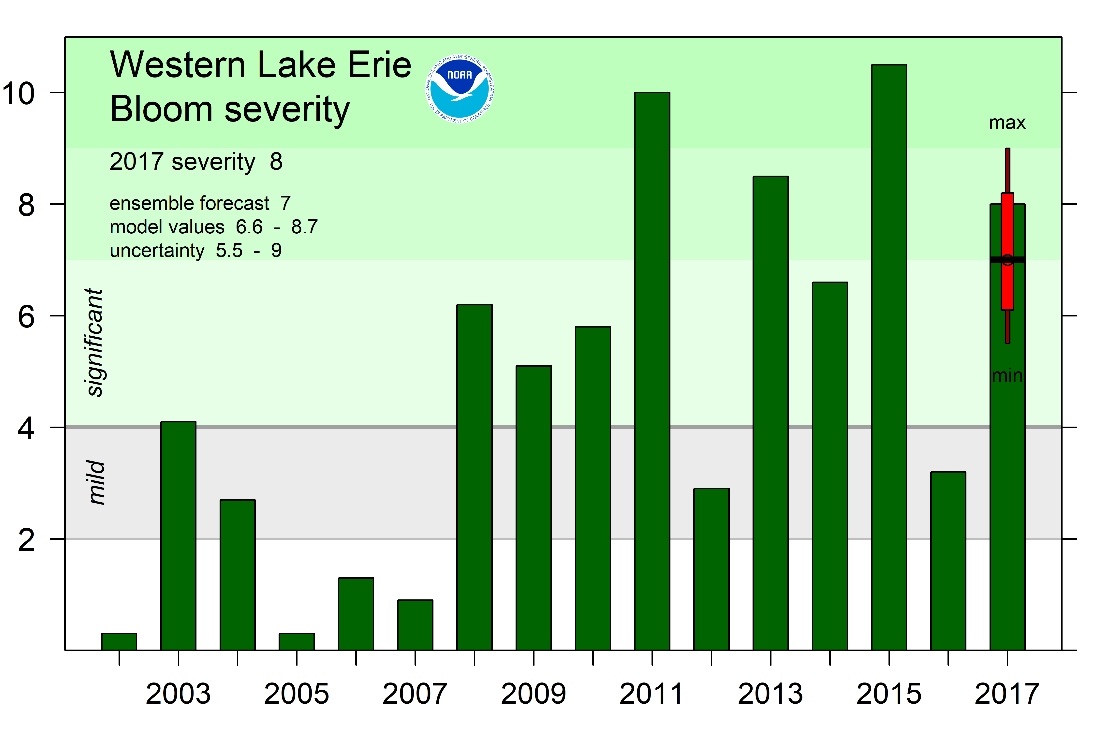 Western Lake Erie
Bloom severity
NOAA
2017 severity 8
ensemble forecast 7
model values 6.6 - 8.7
uncertainty 5.5 - 9
significant
mild
10
8
6
4
2
max
min
2003 2005 2007 2009 2011 2013 2015 2017